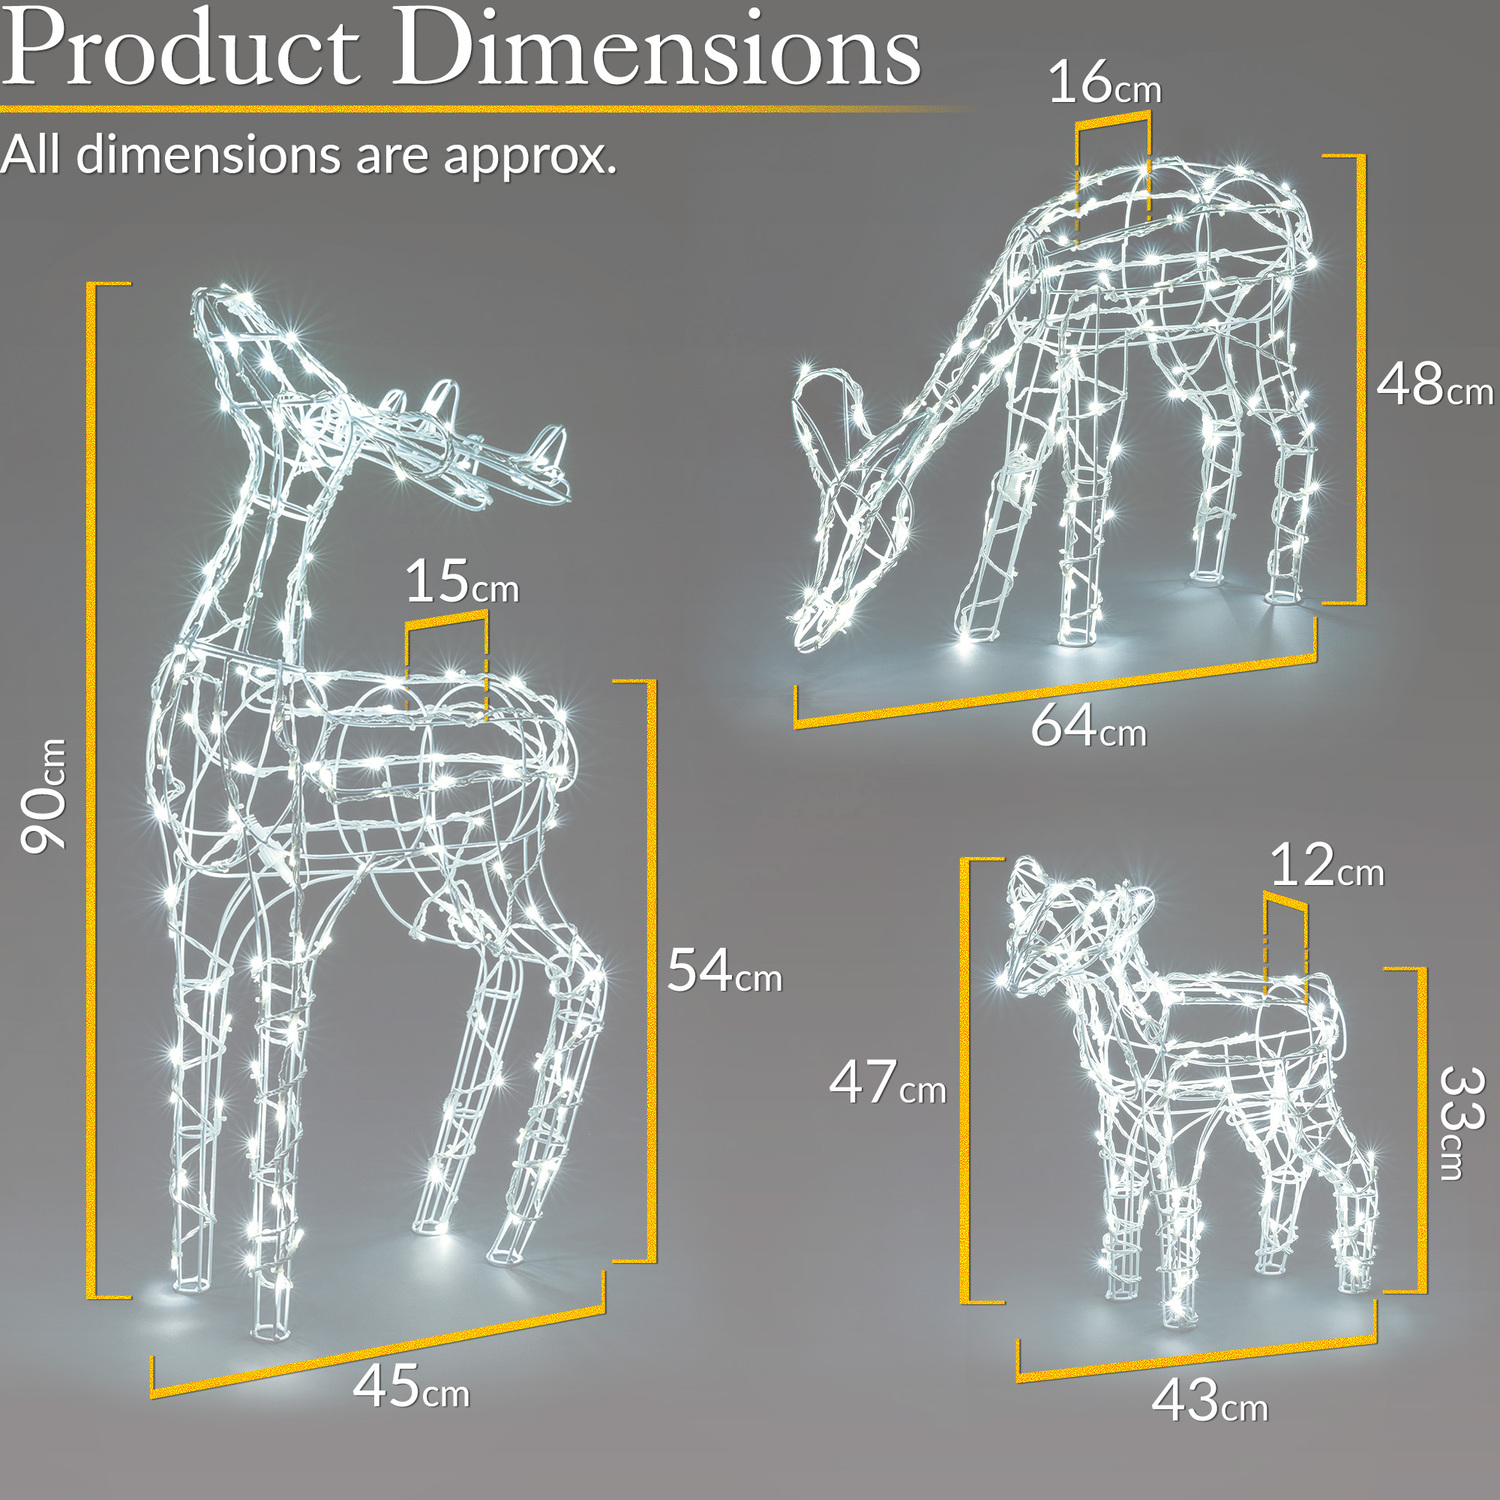 Product Dimensions
All dimensions are approx.
16cm
48cm
64cm
90cm
15cm
54cm
45cm
12cm
47cm
33cm
43cm